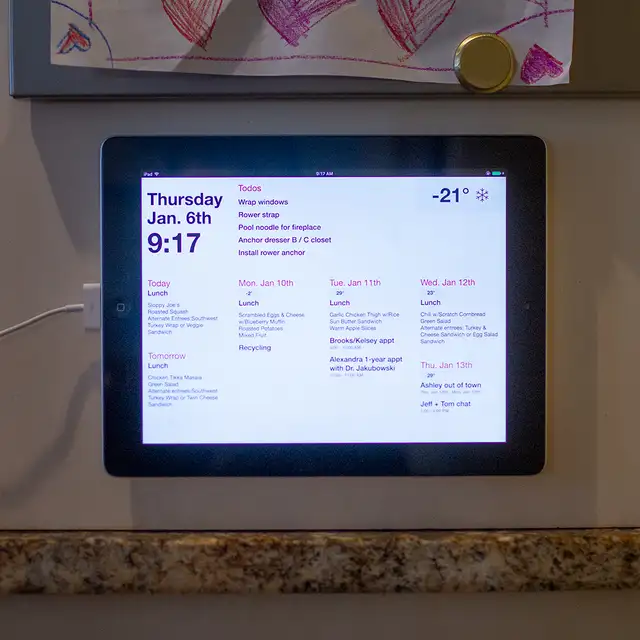 iPad
9:17 AM
Thursday
Jan. 6th
9:17
Todos
Wrap windows
Rower strap
Pool noodle for fireplace
Anchor dresser B / C closet
Install rower anchor
-21°
Today
Lunch
Sloppy Joe's
Roasted Squash
Alternate Entrees:Southwest
Turkey Wrap or Veggie
Sandwich
Tomorrow
Lunch
Chicken Tikka Masala
Green Salad
Alternate entrees:Southwest
Turkey Wrap or Twin Cheese
Sandwich
Mon. Jan 10th
-2°
Lunch
Scrambled Eggs & Cheese
w/Blueberry Muffin
Roasted Potatoes
Mixed Fruit
Recycling
Tue. Jan 11th
29°
Lunch
Garlic Chicken Thigh w/Rice
Sun Butter Sandwich
Warm Apple Slices
Brooks/Kelsey appt
Alexandra 1-year appt
with Dr. Jakubowski
Wed. Jan 12th
23°
Lunch
Chili w/Scratch Cornbread
Green Salad
Alternate entrees: Turkey &
Cheese Sandwich or Egg Salad
Sandwich
Thu. Jan 13th
29°
Ashley out of town
Jeff + Tom chat